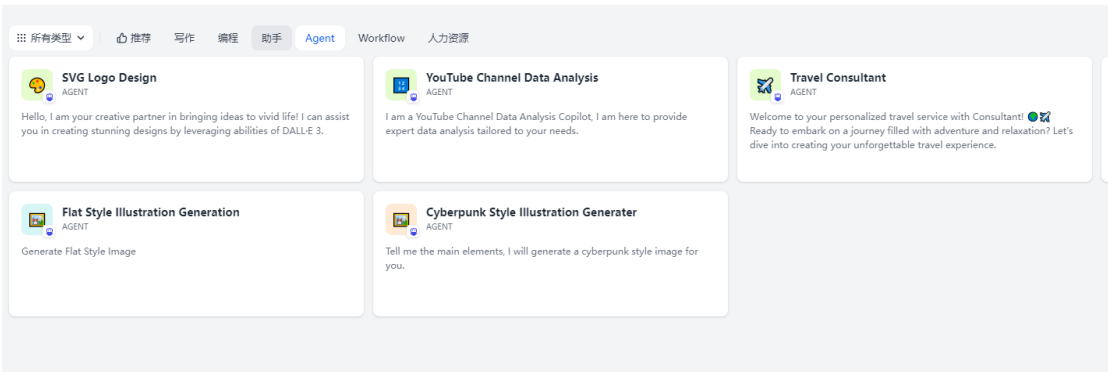 所有类型
推荐
写作
编程
助手
Agent
Workflow
人力资源
SVG Logo Design
AGENT
Hello, I am your creative partner in bringing ideas to vivid life! I can assist
you in creating stunning designs by leveraging abilities of DALL·E 3.
YouTube Channel Data Analysis
AGENT
I am a YouTube Channel Data Analysis Copilot, I am here to provide
expert data analysis tailored to your needs.
Travel Consultant
AGENT
Welcome to your personalized travel service with Consultant! 🌍✈️
Ready to embark on a journey filled with adventure and relaxation? Let's
dive into creating your unforgettable travel experience.
Flat Style Illustration Generation
AGENT
Generate Flat Style Image
Cyberpunk Style Illustration Generater
AGENT
Tell me the main elements, I will generate a cyberpunk style image for
you.